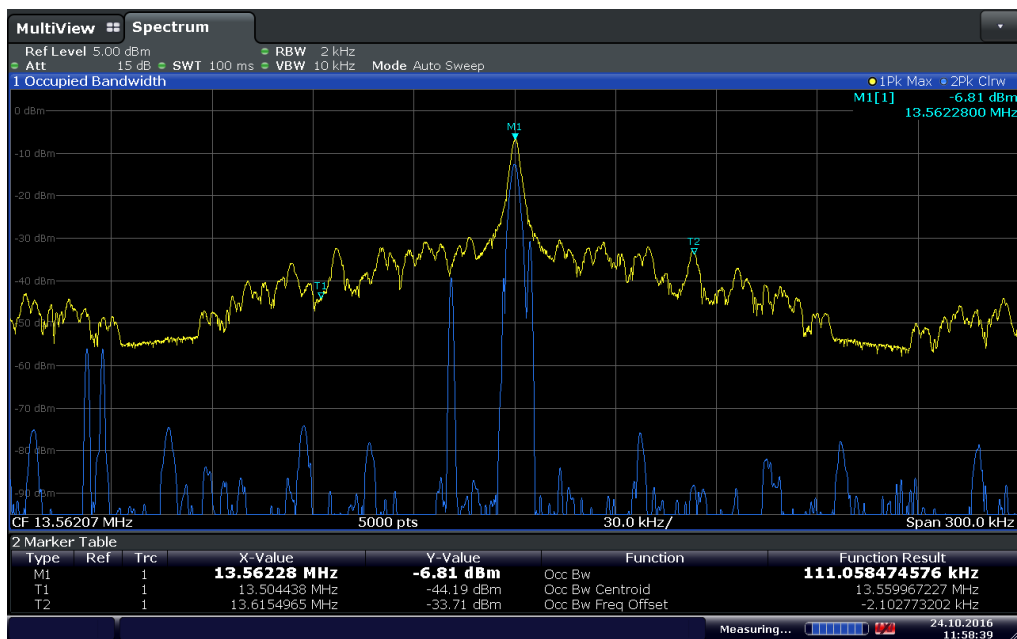 MultiView Spectrum
Ref Level 5.00 dBm RBW 2 kHz
Att 15 dB SWT 100 ms VBW 10 kHz Mode Auto Sweep
1 Occupied Bandwidth 1Pk Max 2Pk Clrw
M1[1] -6.81 dBm
13.5622800 MHz
0 dBm
M1
-10 dBm
-20 dBm
-30 dBm
T2
-40 dBm
T1
-50 dBm
-60 dBm
-70 dBm
-80 dBm
-90 dBm
CF 13.56207 MHz 5000 pts 30.0 kHz/ Span 300.0 kHz
2 Marker Table
Type Ref Trc X-Value Y-Value Function Function Result
M1 1 13.56228 MHz -6.81 dBm Occ Bw 111.058474576 kHz
T1 1 13.504438 MHz -44.19 dBm Occ Bw Centroid 13.559967227 MHz
T2 1 13.6154965 MHz -33.71 dBm Occ Bw Freq Offset -2.102773202 kHz
Measuring... 24.10.2016
11:58:39